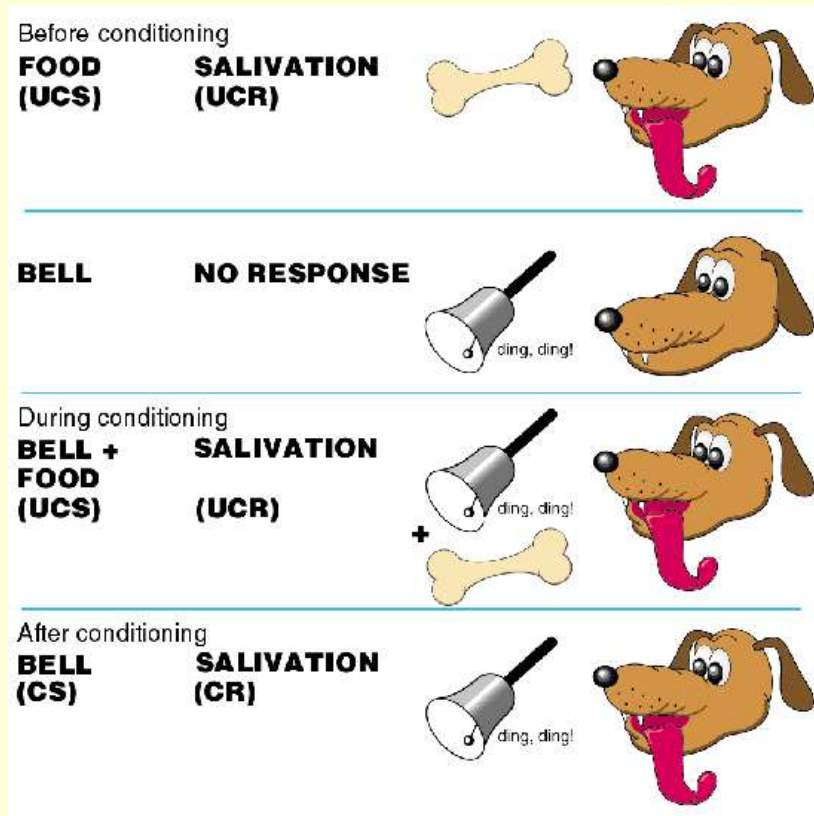 Before conditioning
FOOD SALIVATION
(UCS) (UCR)
BELL NO RESPONSE
ding, ding!
During conditioning
BELL + SALIVATION
FOOD
(UCS) (UCR)
ding, ding!
+
After conditioning
BELL SALIVATION
(CS) (CR)
ding, ding!